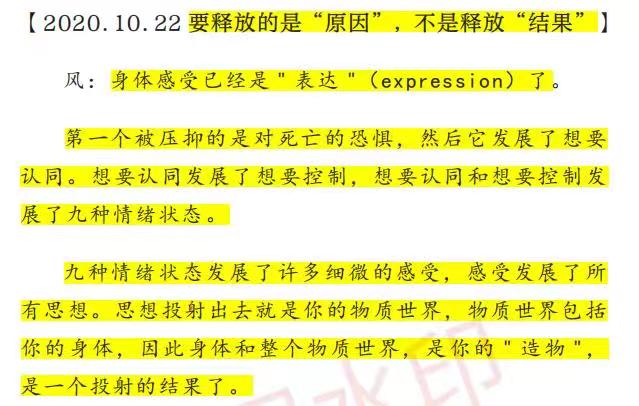 【2020.10.22 要释放的是“原因”，不是释放“结果”】
风：身体感受已经是"表达"（expression）了。
第一个被压抑的是对死亡的恐惧，然后它发展了想要
认同。想要认同发展了想要控制，想要认同和想要控制发
展了九种情绪状态。
九种情绪状态发展了许多细微的感受，感受发展了所
有思想。思想投射出去就是你的物质世界，物质世界包括
你的身体，因此身体和整个物质世界，是你的"造物"，
是一个投射的结果了。
水印